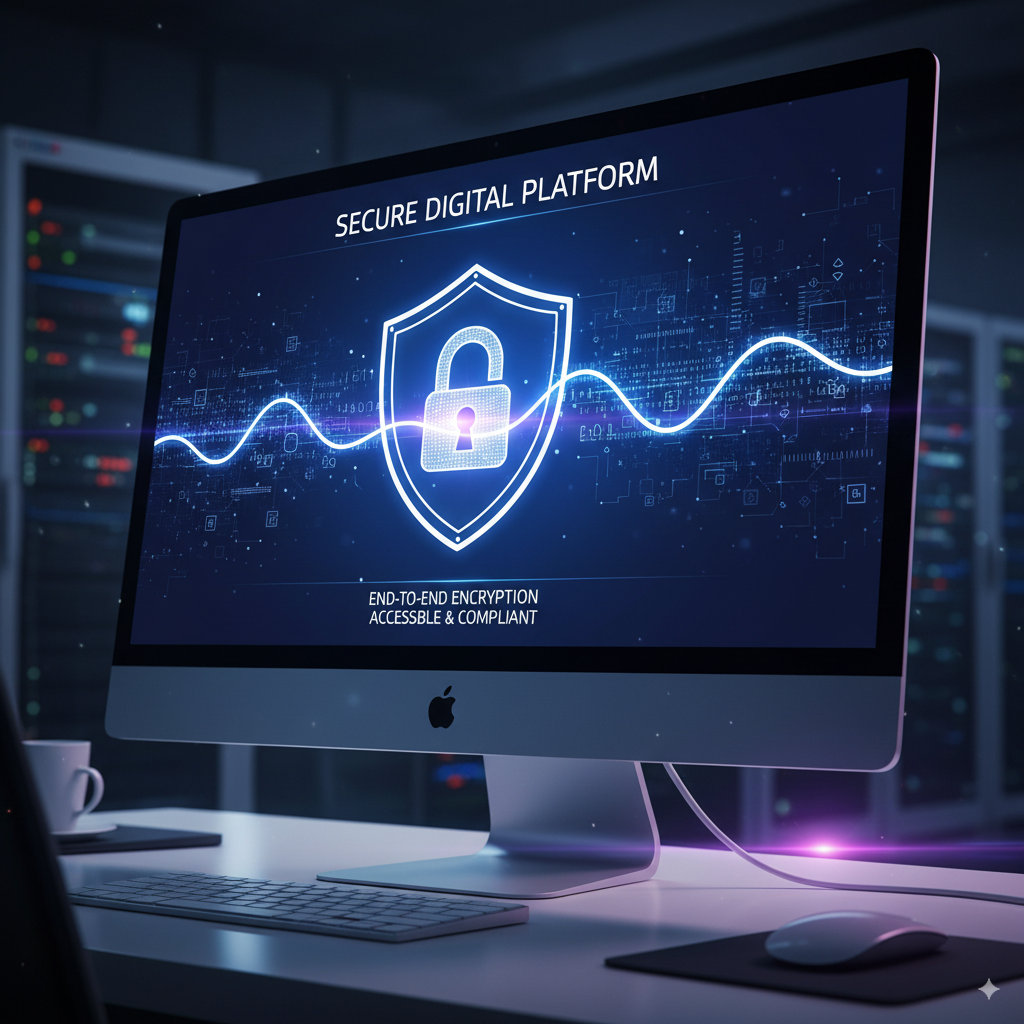 SECURE DIGITAL PLATFORM
END-TO-END ENCRYPTION
ACCESSBLE & COMPLIANT